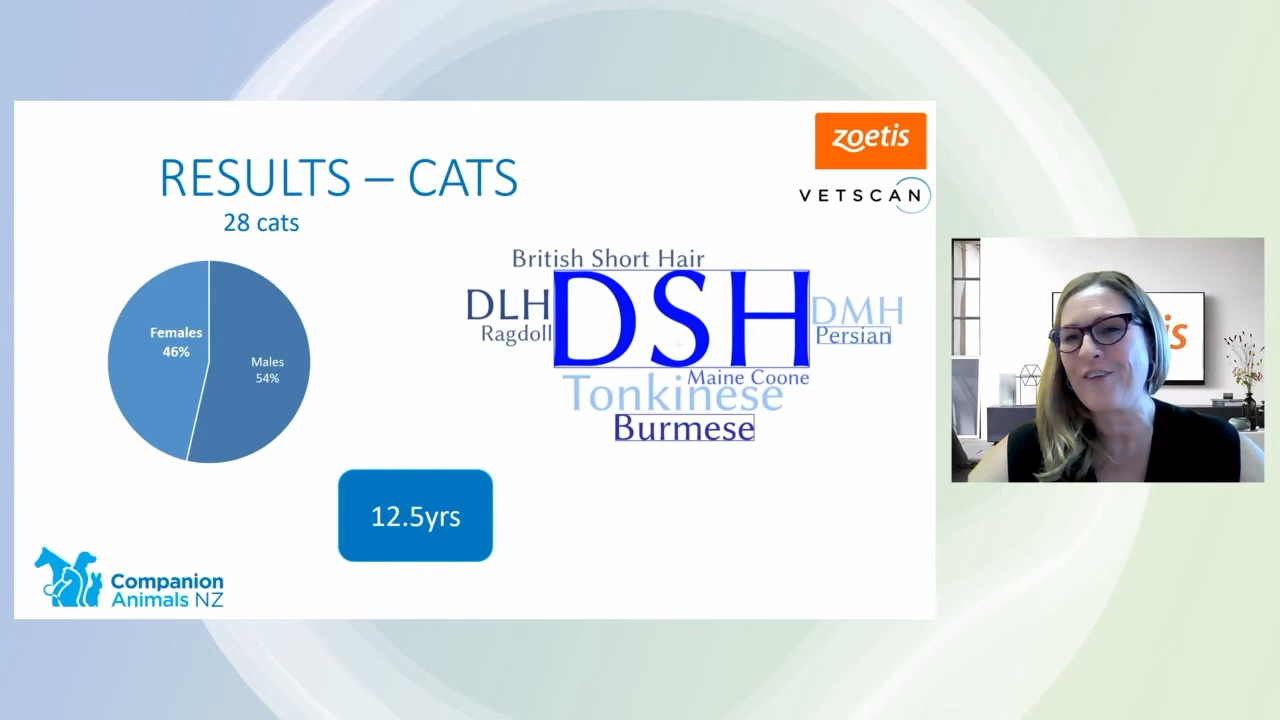 zoetis
VETSCAN
RESULTS – CATS
28 cats
Females
46%
Males
54%
British Short Hair
DLH
DSH
DMH
Ragdoll
Persian
Maine Coone
Tonkinese
Burmese
12.5yrs
Companion
Animals NZ
is